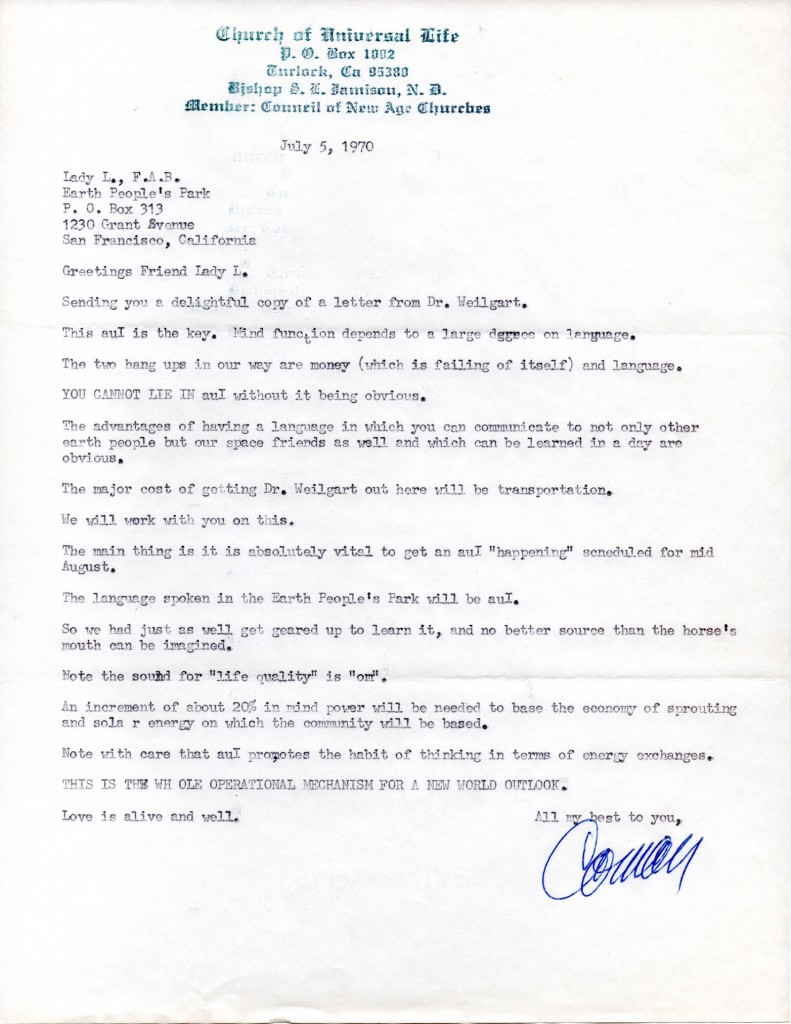 Church of Universal Life
P. O. Box 1002
Turlock, Ca 95380
Bishop S. L. Jamison, N. D.
Member: Council of New Age Churches
July 5, 1970
Lady L., F.A.B.
Earth People's Park
P. O. Box 313
1230 Grant Avenue
San Francisco, California
Greetings Friend Lady L.
Sending you a delightful copy of a letter from Dr. Weilgart.
This auI is the key.  Mind function depends to a large degree on language.
The two hang ups in our way are money (which is failing of itself) and language.
YOU CANNOT LIE IN auI without it being obvious.
The advantages of having a language in which you can communicate to not only other
earth people but our space friends as well and which can be learned in a day are
obvious.
The major cost of getting Dr. Weilgart out here will be transportation.
We will work with you on this.
The main thing is it is absolutely vital to get an auI "happening" scheduled for mid
August.
The language spoken in the Earth People's Park will be auI.
So we had just as well get geared up to learn it, and no better source than the horse's
mouth can be imagined.
Note the sound for "life quality" is "om".
An increment of about 20% in mind power will be needed to base the economy of sprouting
and sola r energy on which the community will be based.
Note with care that auI promotes the habit of thinking in terms of energy exchanges.
THIS IS THE WH OLE OPERATIONAL MECHANISM FOR A NEW WORLD OUTLOOK.
Love is alive and well.
All my best to you,